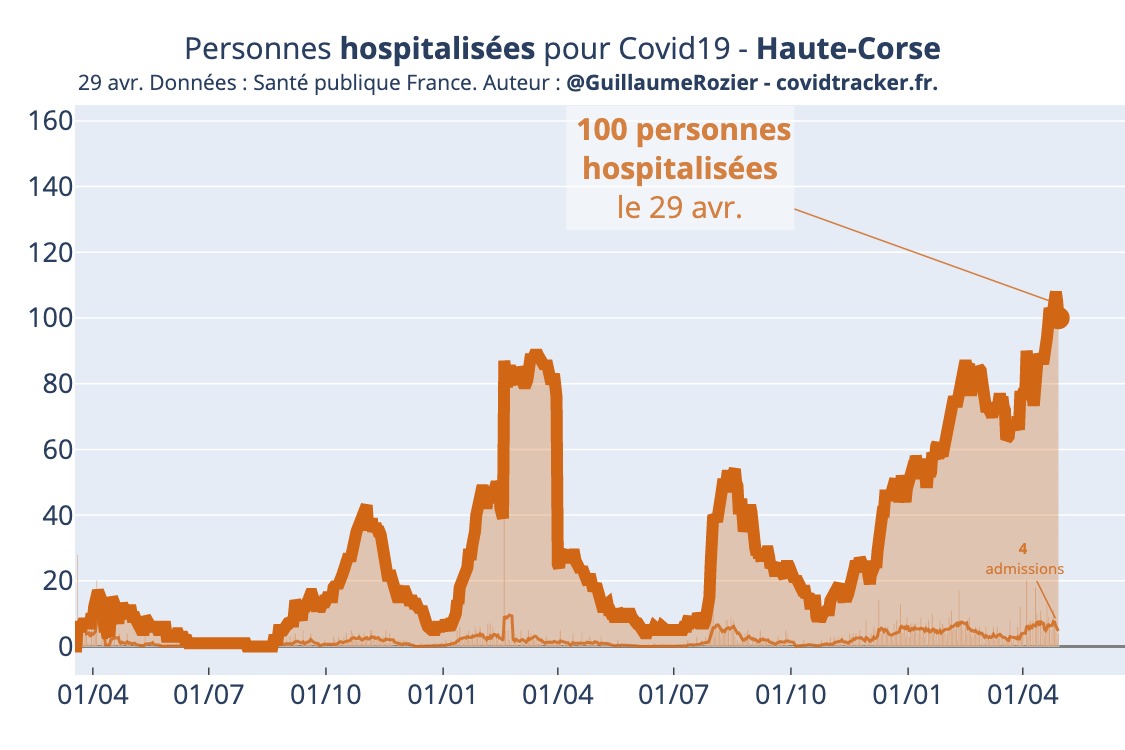 Personnes hospitalisées pour Covid19 - Haute-Corse
29 avr. Données : Santé publique France. Auteur : @GuillaumeRozier - covidtracker.fr.
160
100 personnes
hospitalisées
le 29 avr.
140
120
100
80
60
40
4
admissions
20
0
01/04 01/07 01/10 01/01 01/04 01/07 01/10 01/01 01/04